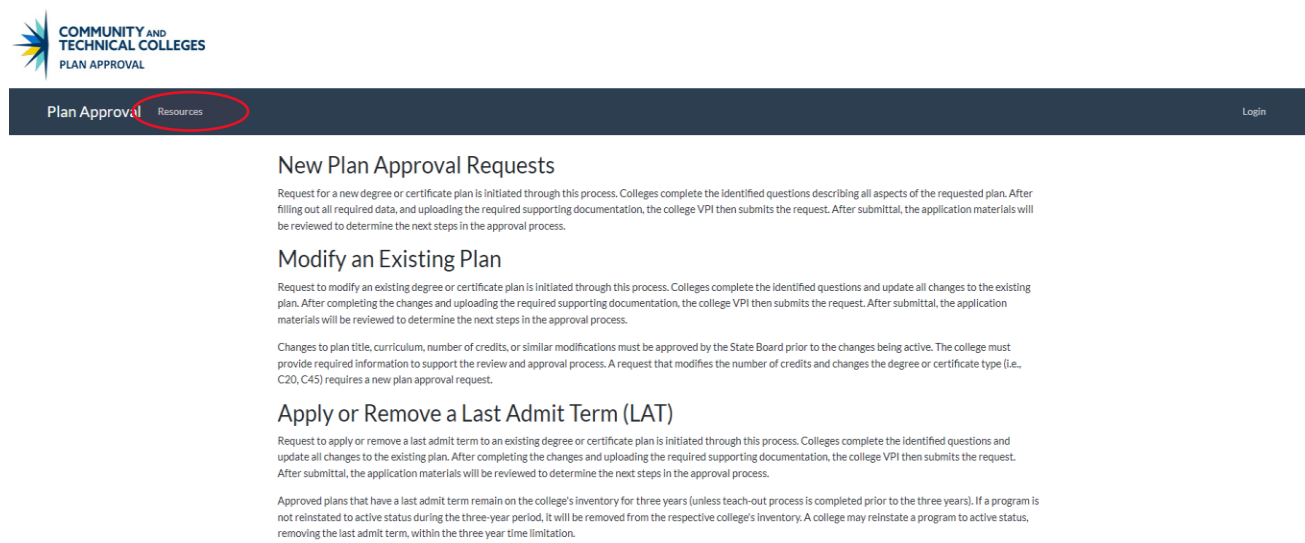 COMMUNITY AND
TECHNICAL COLLEGES
PLAN APPROVAL
Plan Approval Resources Login
New Plan Approval Requests
Request for a new degree or certificate plan is initiated through this process. Colleges complete the identified questions describing all aspects of the requested plan. After
filling out all required data, and uploading the required supporting documentation, the college VPI then submits the request. After submittal, the application materials will
be reviewed to determine the next steps in the approval process.
Modify an Existing Plan
Request to modify an existing degree or certificate plan is initiated through this process. Colleges complete the identified questions and update all changes to the existing
plan. After completing the changes and uploading the required supporting documentation, the college VPI then submits the request. After submittal, the application
materials will be reviewed to determine the next steps in the approval process.
Changes to plan title, curriculum, number of credits, or similar modifications must be approved by the State Board prior to the changes being active. The college must
provide required information to support the review and approval process. A request that modifies the number of credits and changes the degree or certificate type (i.e.,
C20, C45) requires a new plan approval request.
Apply or Remove a Last Admit Term (LAT)
Request to apply or remove a last admit term to an existing degree or certificate plan is initiated through this process. Colleges complete the identified questions and
update all changes to the existing plan. After completing the changes and uploading the required supporting documentation, the college VPI then submits the request.
After submittal, the application materials will be reviewed to determine the next steps in the approval process.
Approved plans that have a last admit term remain on the college's inventory for three years (unless teach-out process is completed prior to the three years). If a program is
not reinstated to active status during the three-year period, it will be removed from the respective college's inventory. A college may reinstate a program to active status,
removing the last admit term, within the three year time limitation.